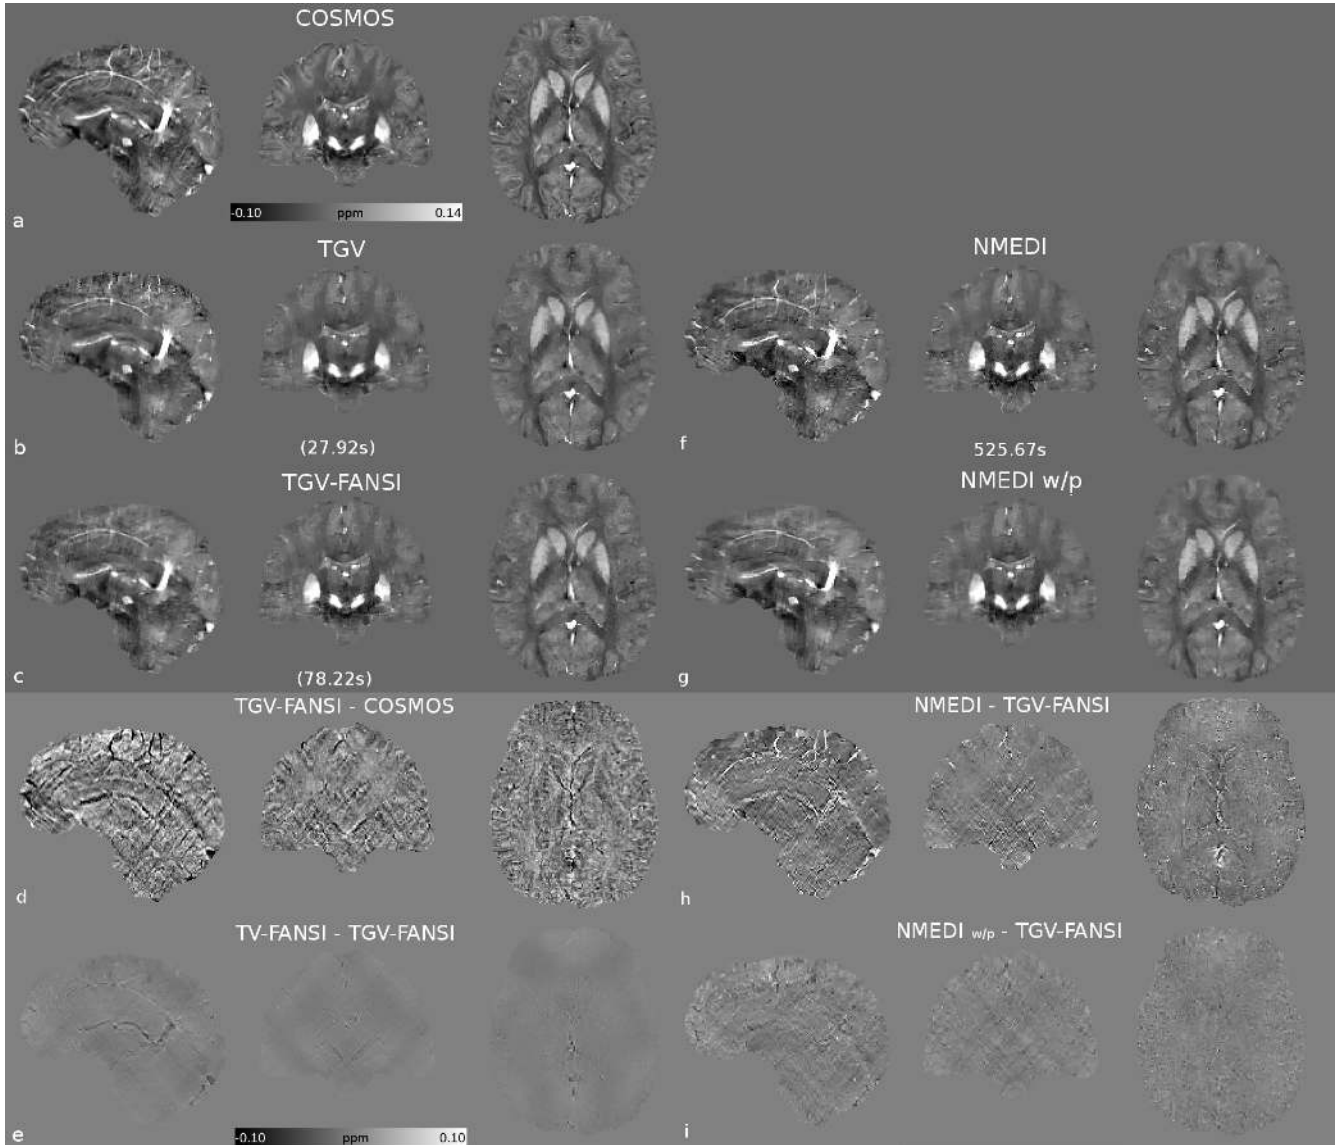 COSMOS
-0.10 ppm 0.14
a
TGV
b
(27.92s)
TGV-FANSI
c
(78.22s)
NMEDI
f
525.67s
NMEDI w/p
g
TGV-FANSI - COSMOS
d
TV-FANSI - TGV-FANSI
e
-0.10 ppm 0.10
NMEDI - TGV-FANSI
h
NMEDI w/p - TGV-FANSI
i